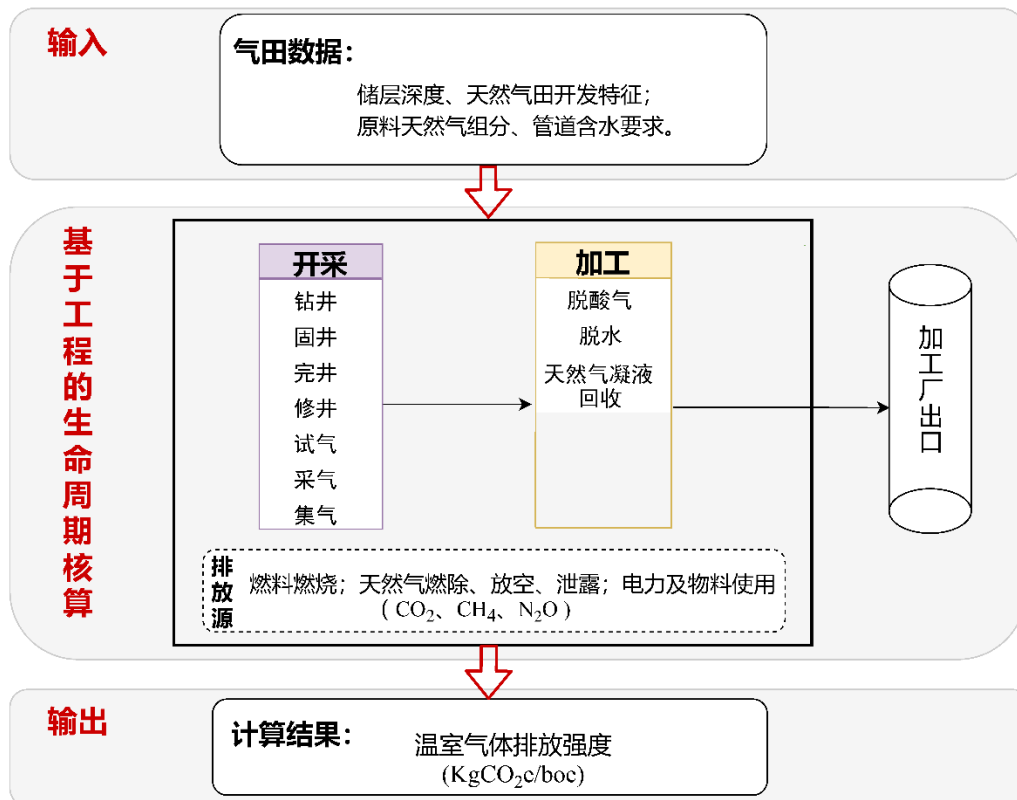 输入
气田数据：
储层深度、天然气田开发特征；
原料天然气组分、管道含水要求。
基于工程的生命周期核算
开采
钻井
固井
完井
修井
试气
采气
集气
加工
脱酸气
脱水
天然气凝液
回收
加工厂出口
排放源
燃料燃烧；天然气燃除、放空、泄露；电力及物料使用
（CO₂、CH₄、N₂O）
输出
计算结果：
温室气体排放强度
(KgCO₂e/boe)